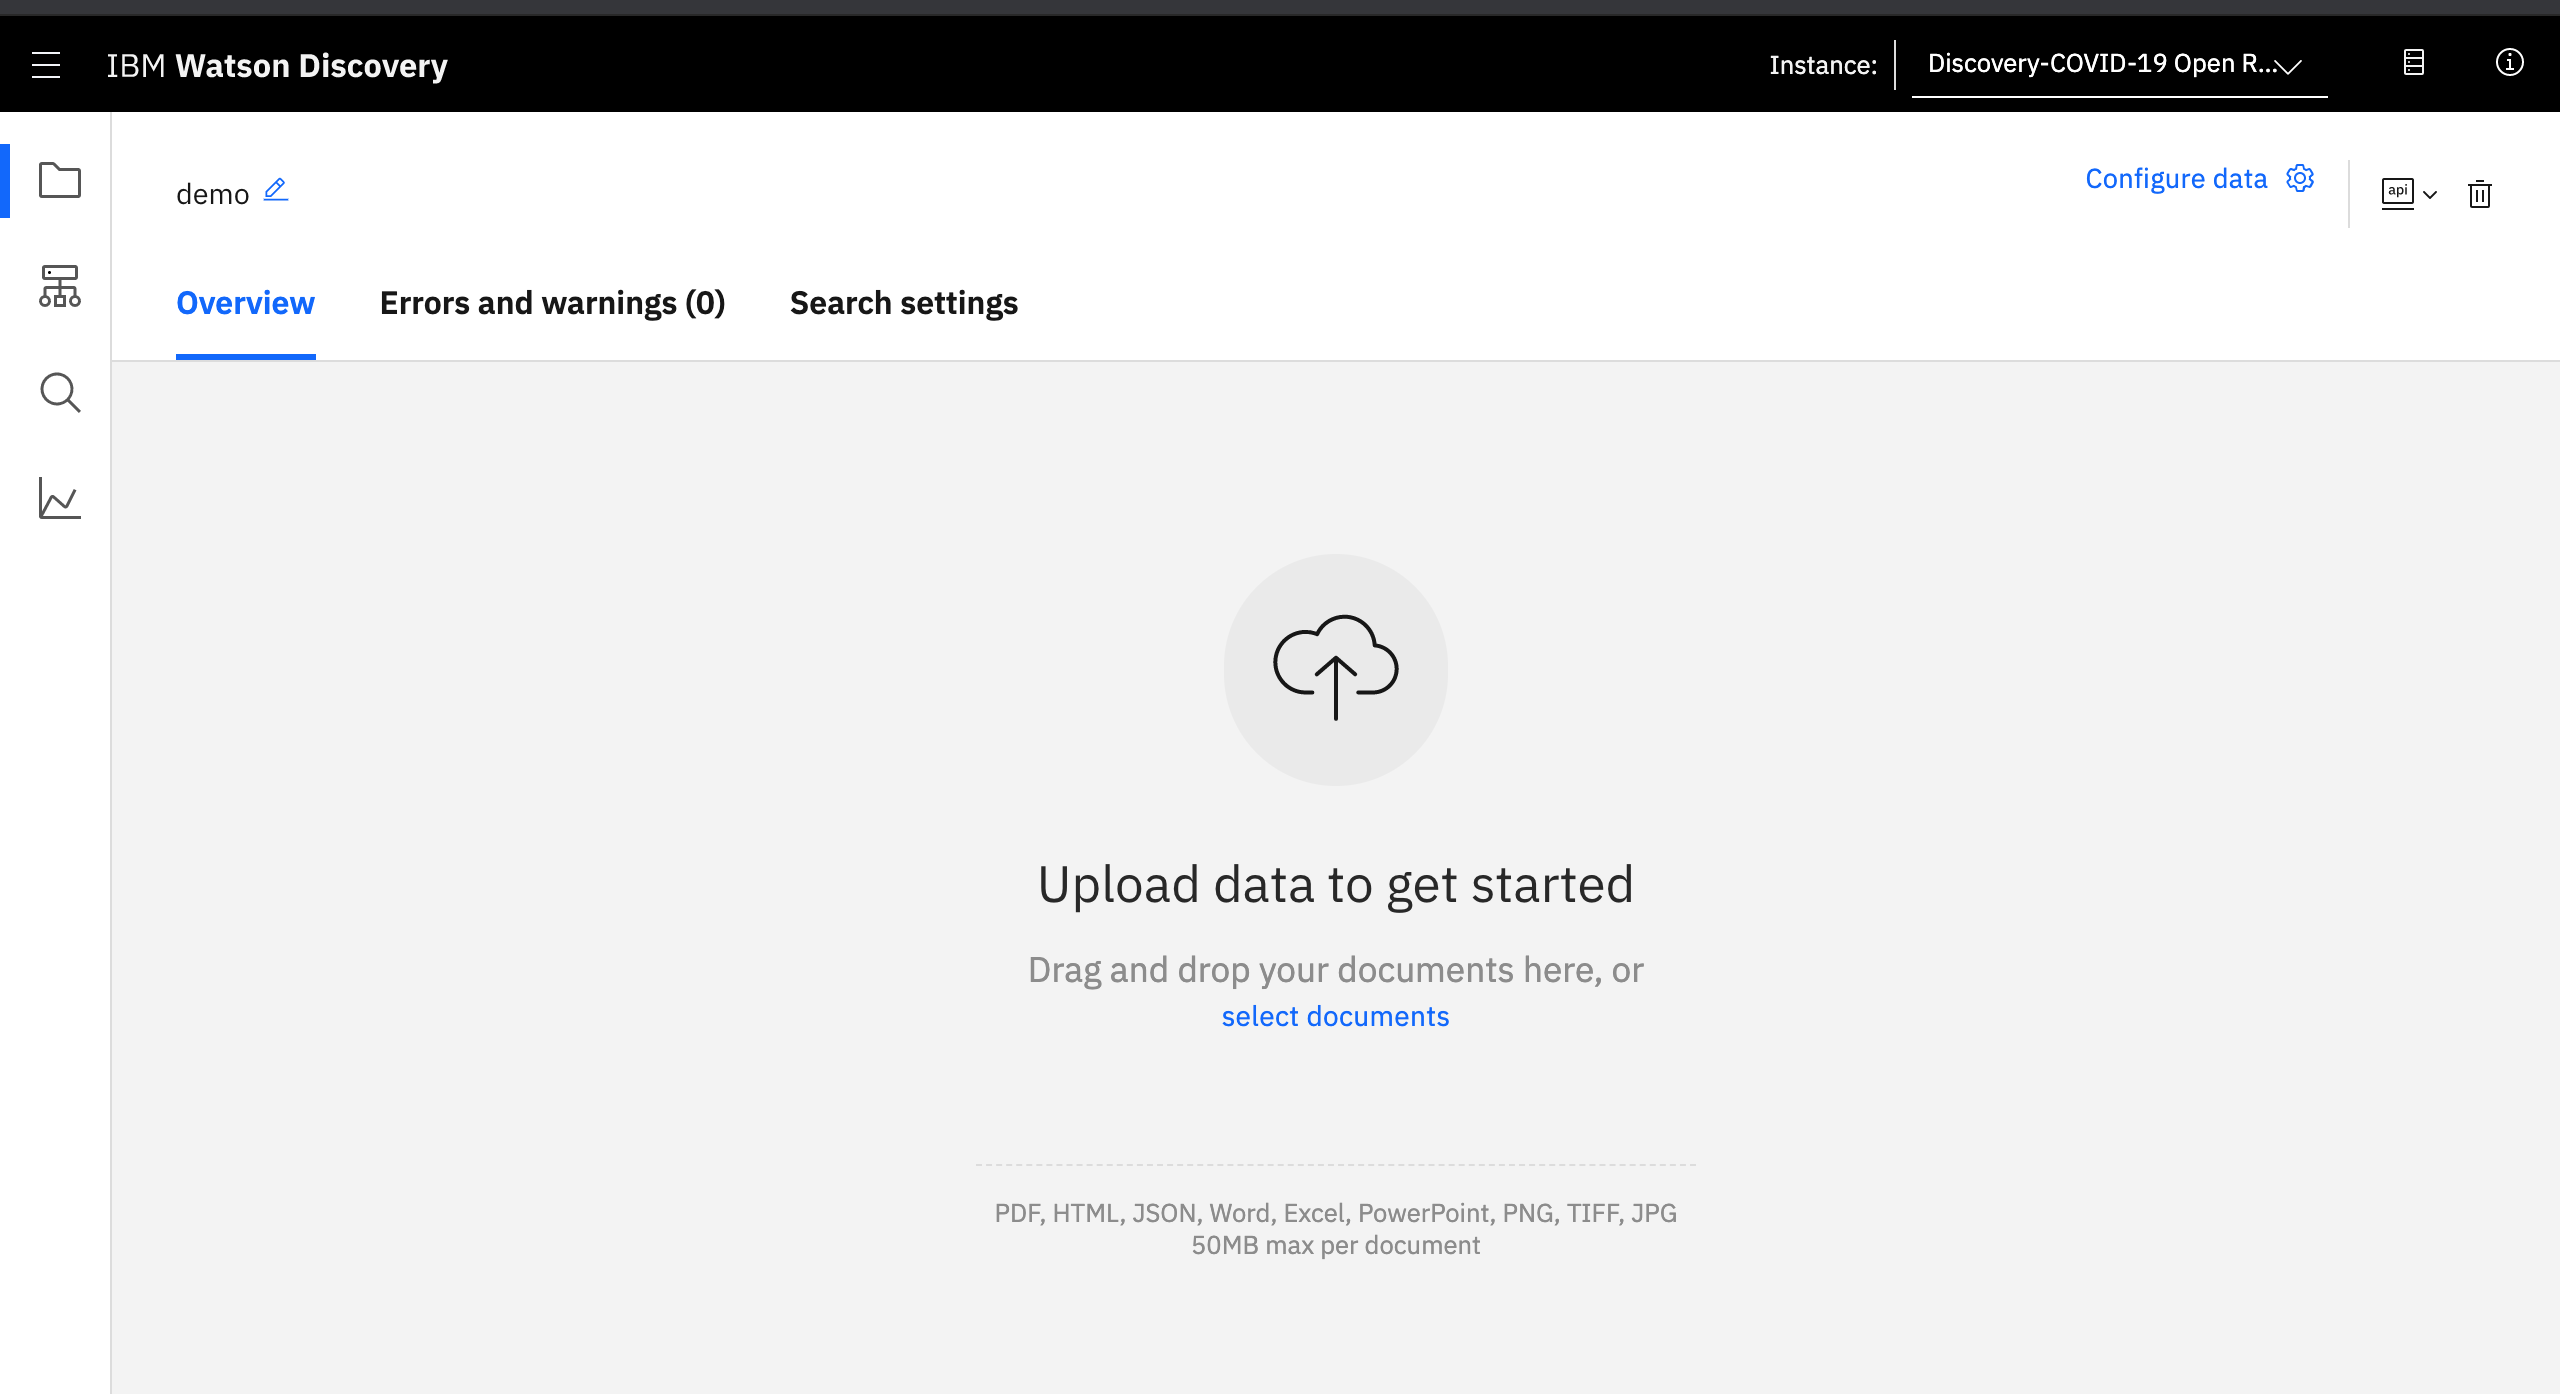 IBM Watson Discovery
Instance:
Discovery-COVID-19 Open R...
demo
Configure data
api
Overview
Errors and warnings (0)
Search settings
Upload data to get started
Drag and drop your documents here, or
select documents
PDF, HTML, JSON, Word, Excel, PowerPoint, PNG, TIFF, JPG
50MB max per document